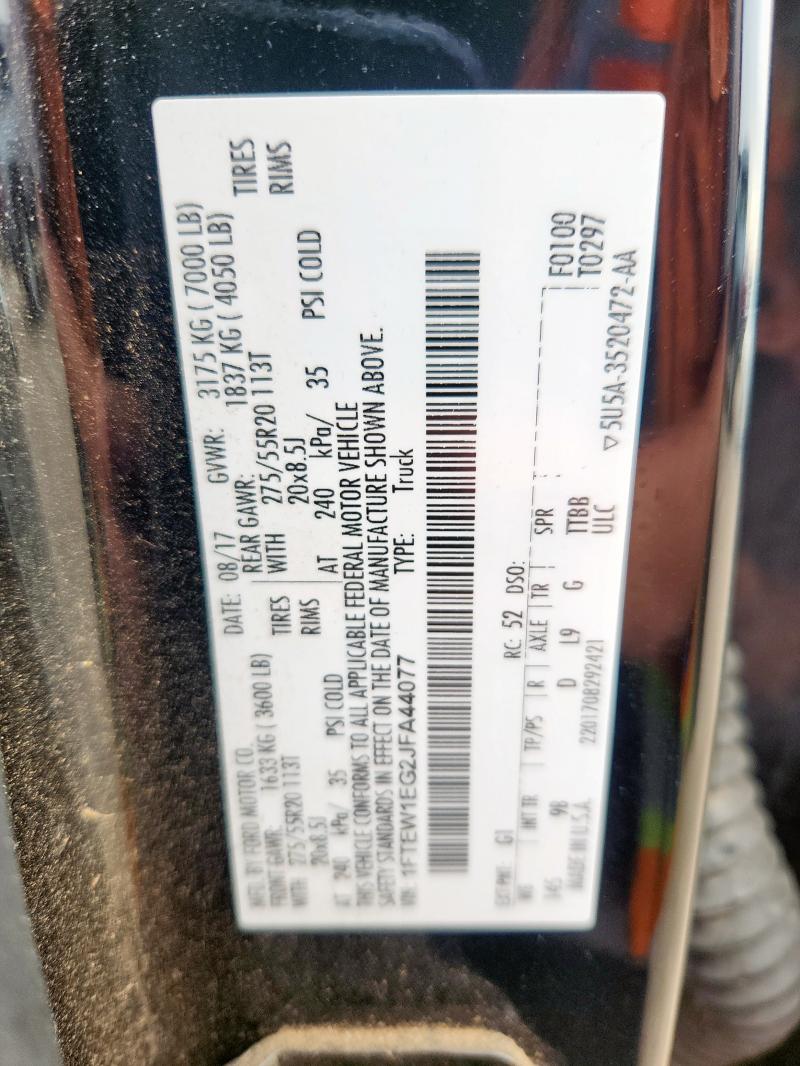 MFD. BY FORD MOTOR CO.
DATE: 08/17 GVWR: 3175 KG ( 7000 LB)
FRONT GAWR: 1633 KG ( 3600 LB) REAR GAWR: 1837 KG ( 4050 LB)
WITH 275/55R20 113T TIRES WITH 275/55R20 113T TIRES
20x8.5J RIMS 20x8.5J RIMS
AT 240 kPa/ 35 PSI COLD AT 240 kPa/ 35 PSI COLD
THIS VEHICLE CONFORMS TO ALL APPLICABLE FEDERAL MOTOR VEHICLE
SAFETY STANDARDS IN EFFECT ON THE DATE OF MANUFACTURE SHOWN ABOVE.
VIN: 1FTEW1EG2JFA44077 TYPE: Truck
EXT PNT: G1 RC: 52 DSO: F0100
WB INT TR TP/PS R AXLE TR SPR T0297
145 9B D L9 G TTBB
MADE IN U.S.A. 2201708292421 ULC
▽5U5A-3520472-AA